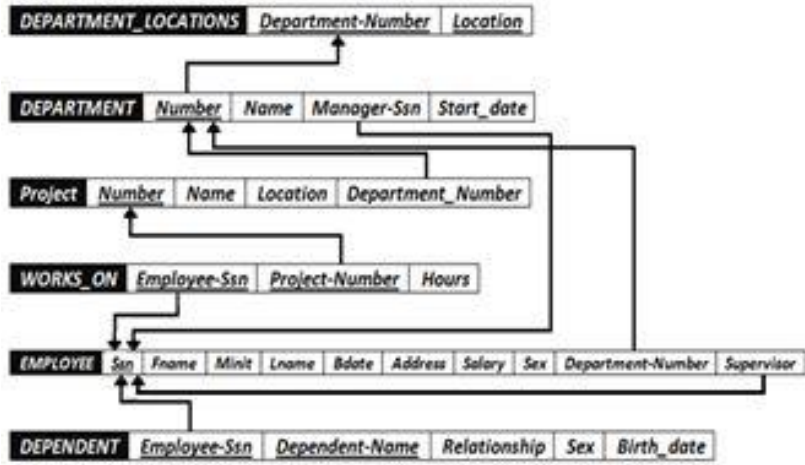 DEPARTMENT_LOCATIONS Department-Number Location
DEPARTMENT Number Name Manager-Ssn Start_date
Project Number Name Location Department_Number
WORKS_ON Employee-Ssn Project-Number Hours
EMPLOYEE Ssn Fname Minit Lname Bdate Address Salary Sex Department-Number Supervisor
DEPENDENT Employee-Ssn Dependent-Name Relationship Sex Birth_date